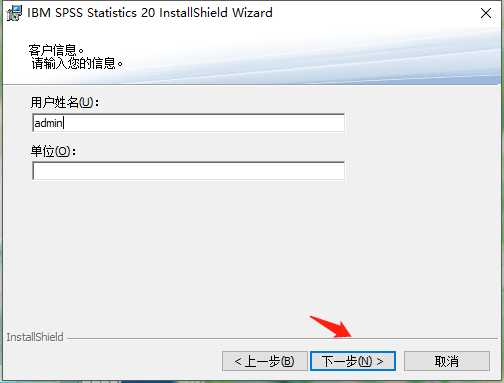 IBM SPSS Statistics 20 InstallShield Wizard
客户信息。
请输入您的信息。
用户姓名(U):
admin
单位(O):
InstallShield
< 上一步(B)
下一步(N) >
取消